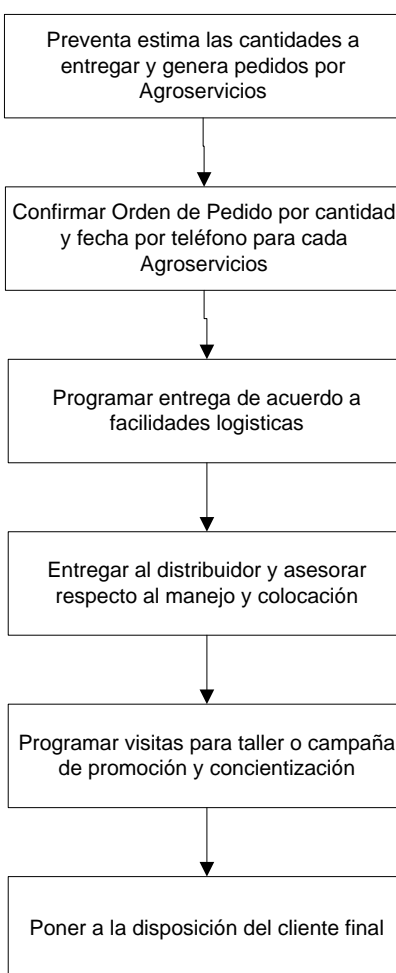 Preventa estima las cantidades a
entregar y genera pedidos por
Agroservicios
Confirmar Orden de Pedido por cantidad
y fecha por teléfono para cada
Agroservicios
Programar entrega de acuerdo a
facilidades logisticas
Entregar al distribuidor y asesorar
respecto al manejo y colocación
Programar visitas para taller o campaña
de promoción y concientización
Poner a la disposición del cliente final